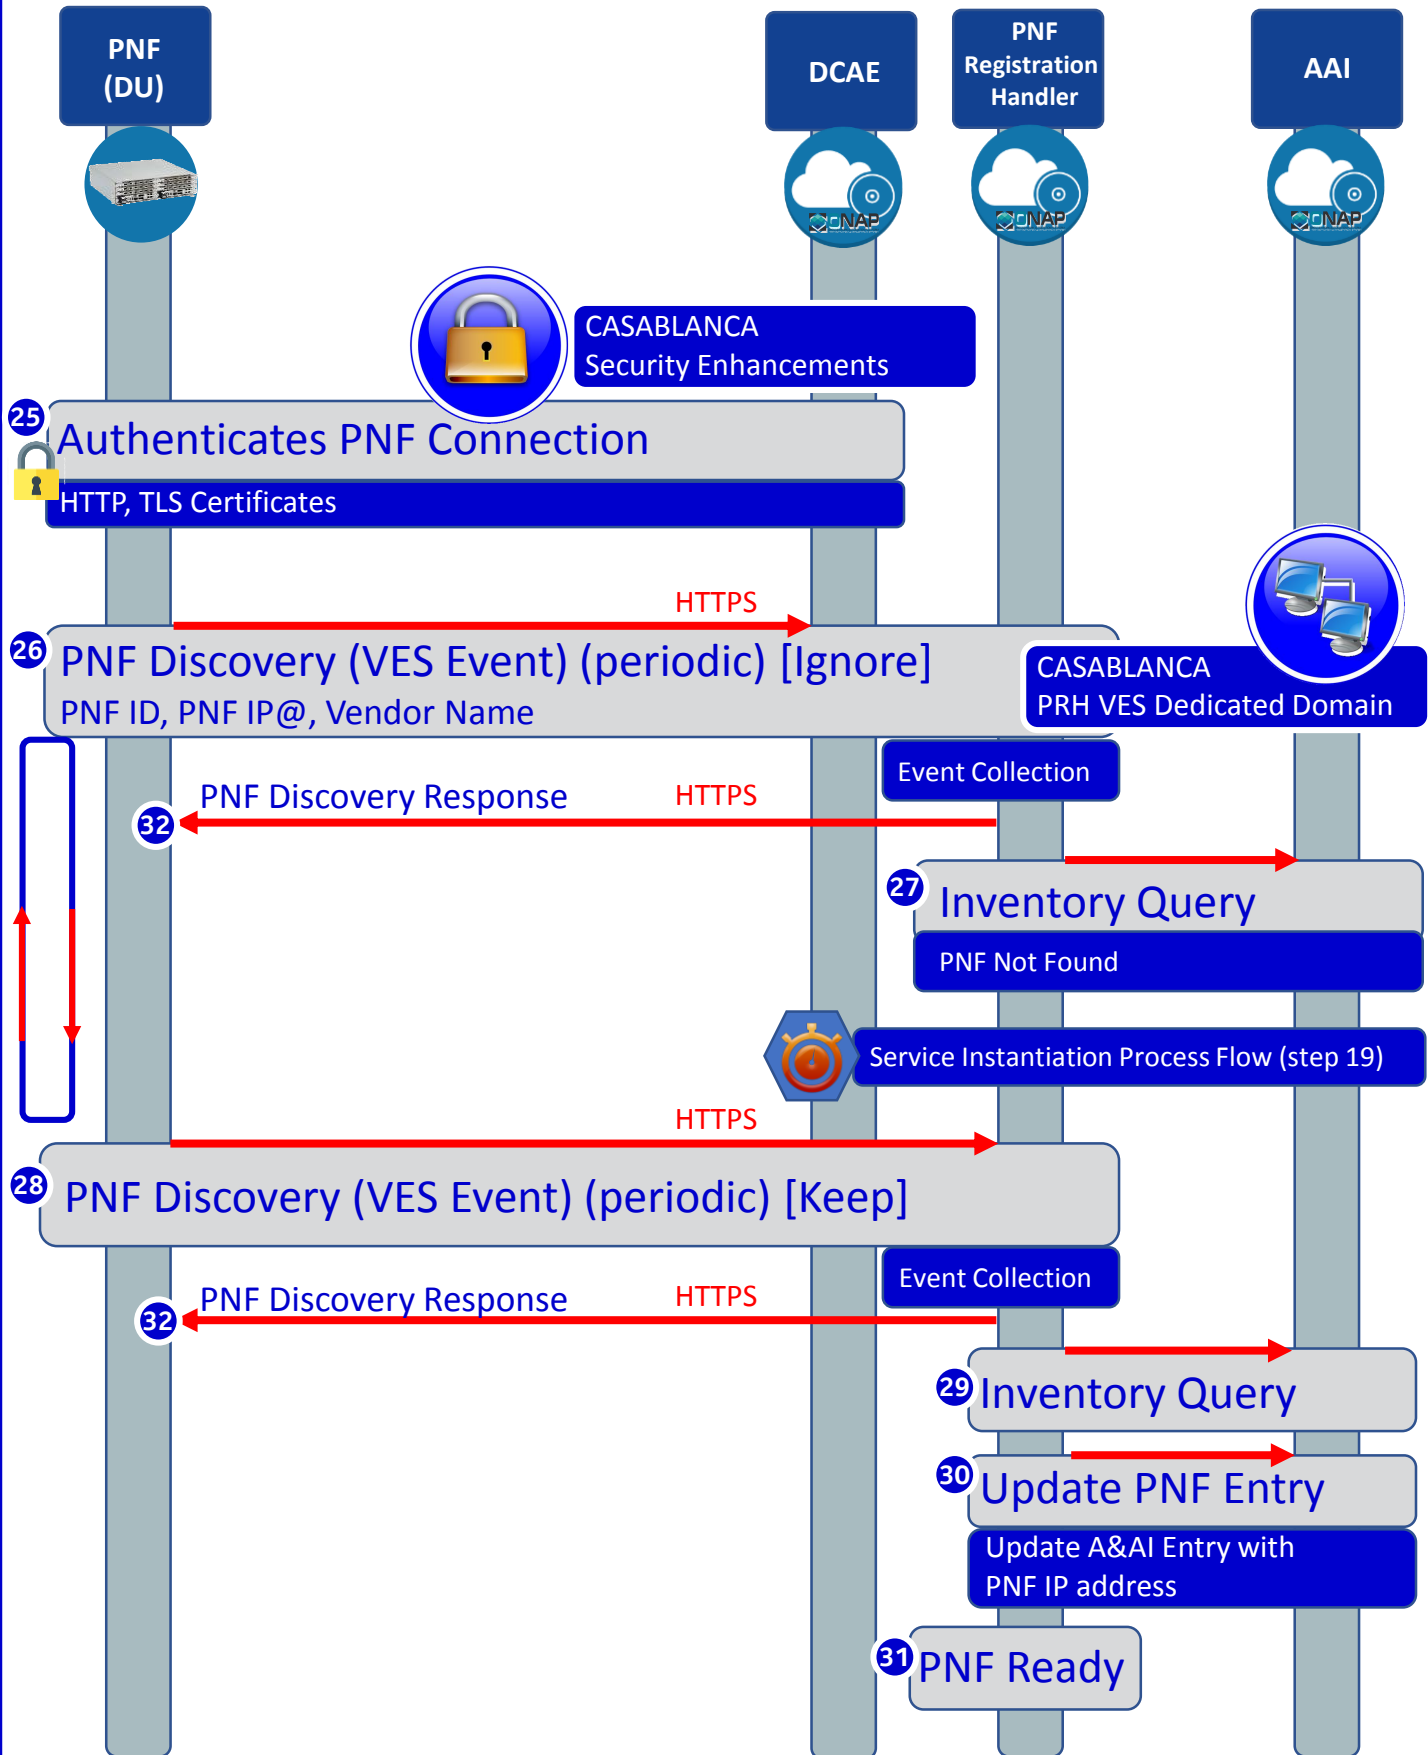 PNF
(DU)
DCAE
PNF
Registration
Handler
AAI
ONAP
ONAP
ONAP
CASABLANCA
Security Enhancements
25
Authenticates PNF Connection
HTTP, TLS Certificates
HTTPS
26
PNF Discovery (VES Event) (periodic) [Ignore]
PNF ID, PNF IP@, Vendor Name
CASABLANCA
PRH VES Dedicated Domain
Event Collection
PNF Discovery Response
HTTPS
32
27
Inventory Query
PNF Not Found
Service Instantiation Process Flow (step 19)
HTTPS
28
PNF Discovery (VES Event) (periodic) [Keep]
Event Collection
PNF Discovery Response
HTTPS
32
29
Inventory Query
30
Update PNF Entry
Update A&AI Entry with
PNF IP address
31
PNF Ready